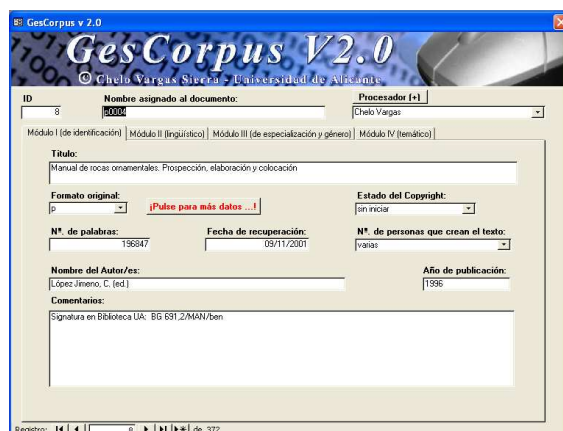 GesCorpus v 2.0
GesCorpus V2.0
© Chelo Vargas Sierra - Universidad de Alicante
ID Nombre asignado al documento: Procesador (+)
8 p0004 Chelo Vargas
Módulo I (de identificación) Módulo II (lingüístico) Módulo III (de especialización y género) Módulo IV (temático)
Título:
Manual de rocas ornamentales. Prospección, elaboración y colocación
Formato original: Estado del Copyright:
p ¡Pulse para más datos ...! sin iniciar
Nº. de palabras: Fecha de recuperación: Nº. de personas que crean el texto:
196847 09/11/2001 varias
Nombre del Autor/es: Año de publicación:
López Jimeno, C. (ed.) 1996
Comentarios:
Signatura en Biblioteca UA: BG 691,2/MAN/ben
Registro: 8 de 372